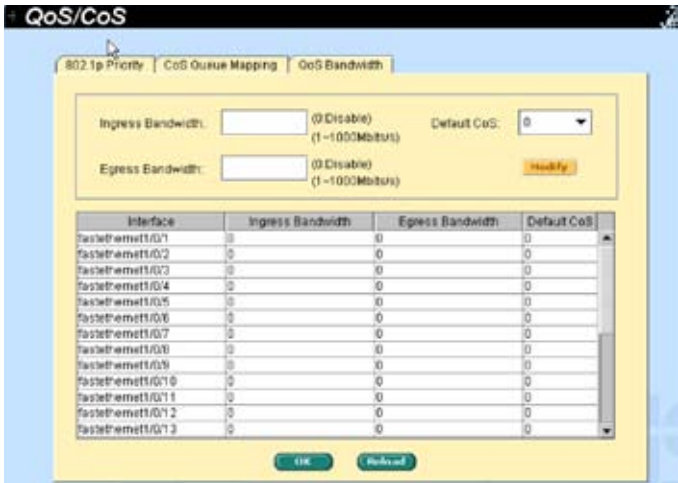 QoS/CoS
802.1p Priority CoS Queue Mapping QoS Bandwidth
Ingress Bandwidth: (0:Disable) Default CoS: 0
(1~1000Mbits/s)
Egress Bandwidth: (0:Disable) Modify
(1~1000Mbits/s)
Interface Ingress Bandwidth Egress Bandwidth Default CoS
fastethernet1/0/1 0 0 0
fastethernet1/0/2 0 0 0
fastethernet1/0/3 0 0 0
fastethernet1/0/4 0 0 0
fastethernet1/0/5 0 0 0
fastethernet1/0/6 0 0 0
fastethernet1/0/7 0 0 0
fastethernet1/0/8 0 0 0
fastethernet1/0/9 0 0 0
fastethernet1/0/10 0 0 0
fastethernet1/0/11 0 0 0
fastethernet1/0/12 0 0 0
fastethernet1/0/13 0 0 0
OK Reload